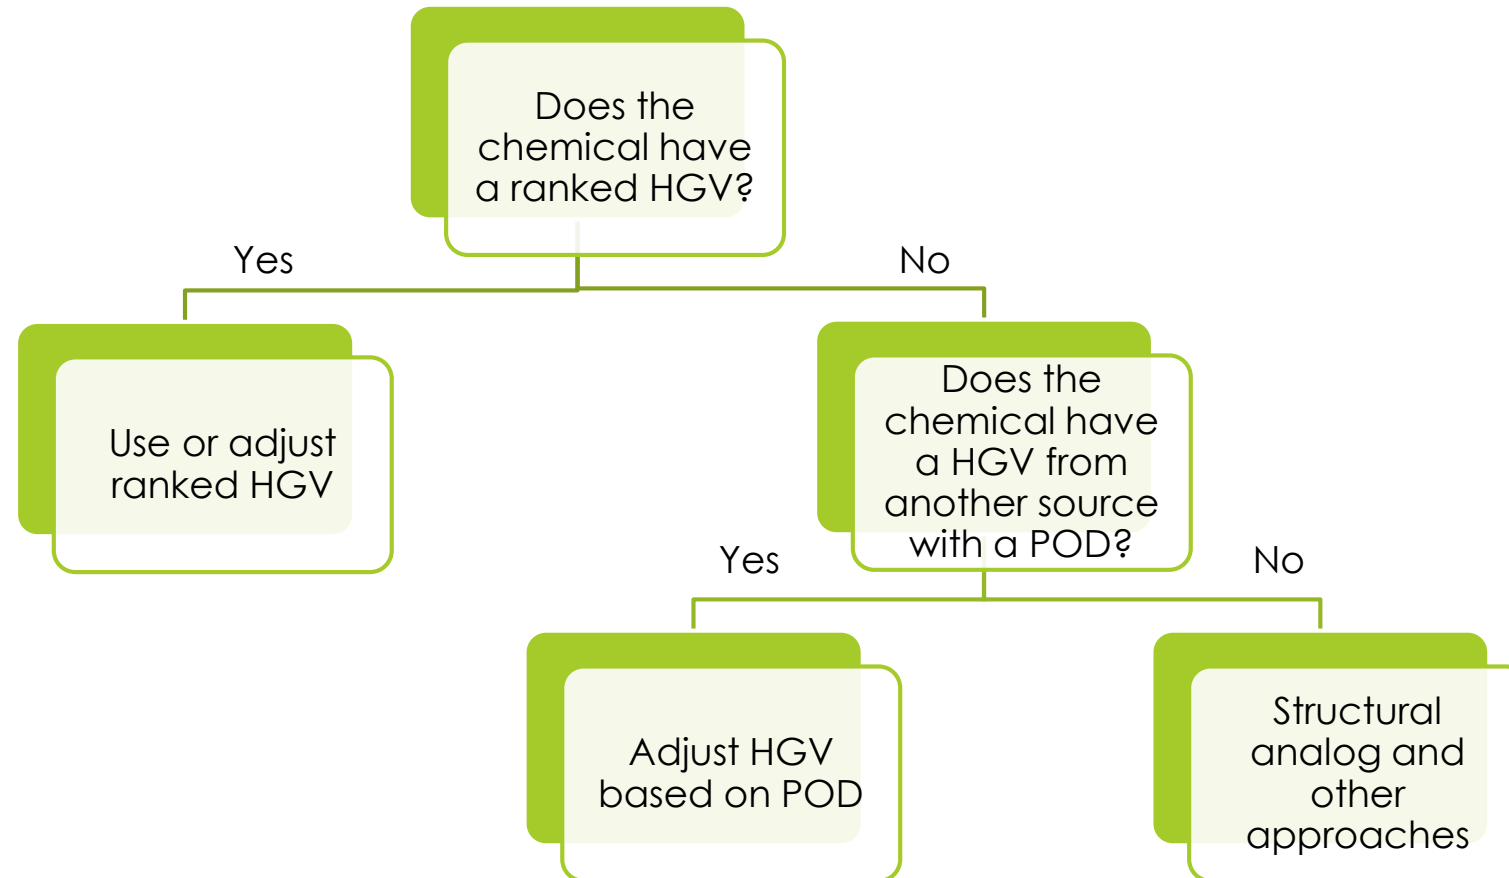 Does the
chemical have
a ranked HGV?
Yes
No
Use or adjust
ranked HGV
Does the
chemical have
a HGV from
another source
with a POD?
Yes
No
Adjust HGV
based on POD
Structural
analog and
other
approaches